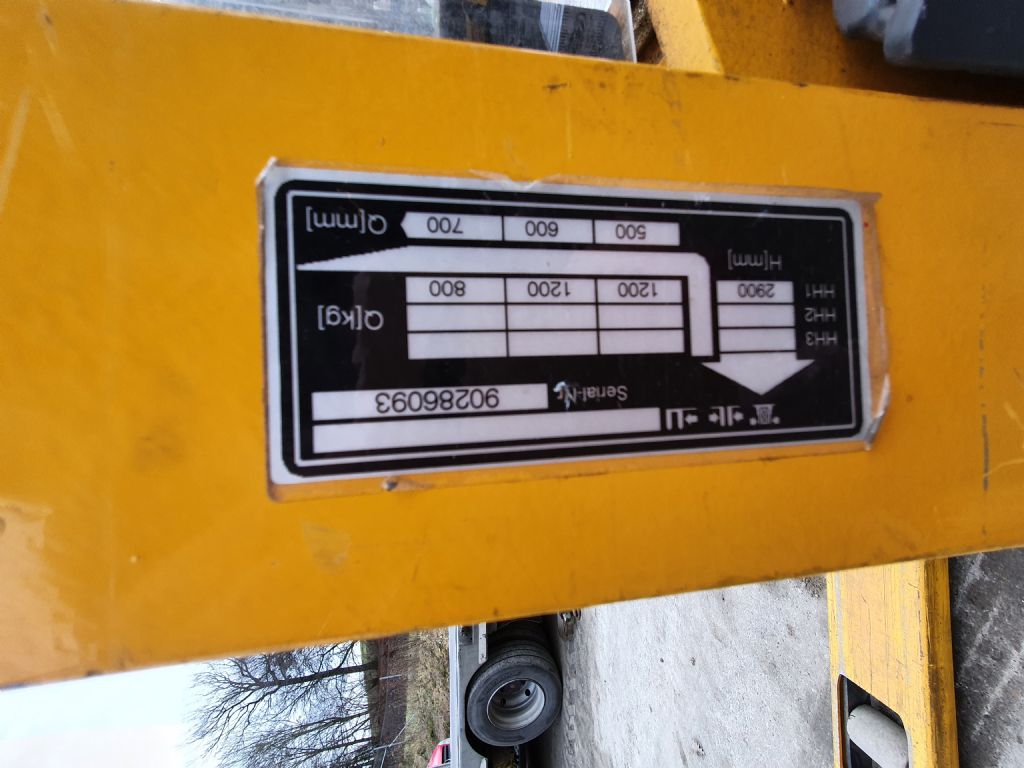 Serial-Nr. 90286093
HH3
HH2 Q[kg]
HH1 2900 1200 1200 800
H[mm]
500 600 700 Q[mm]